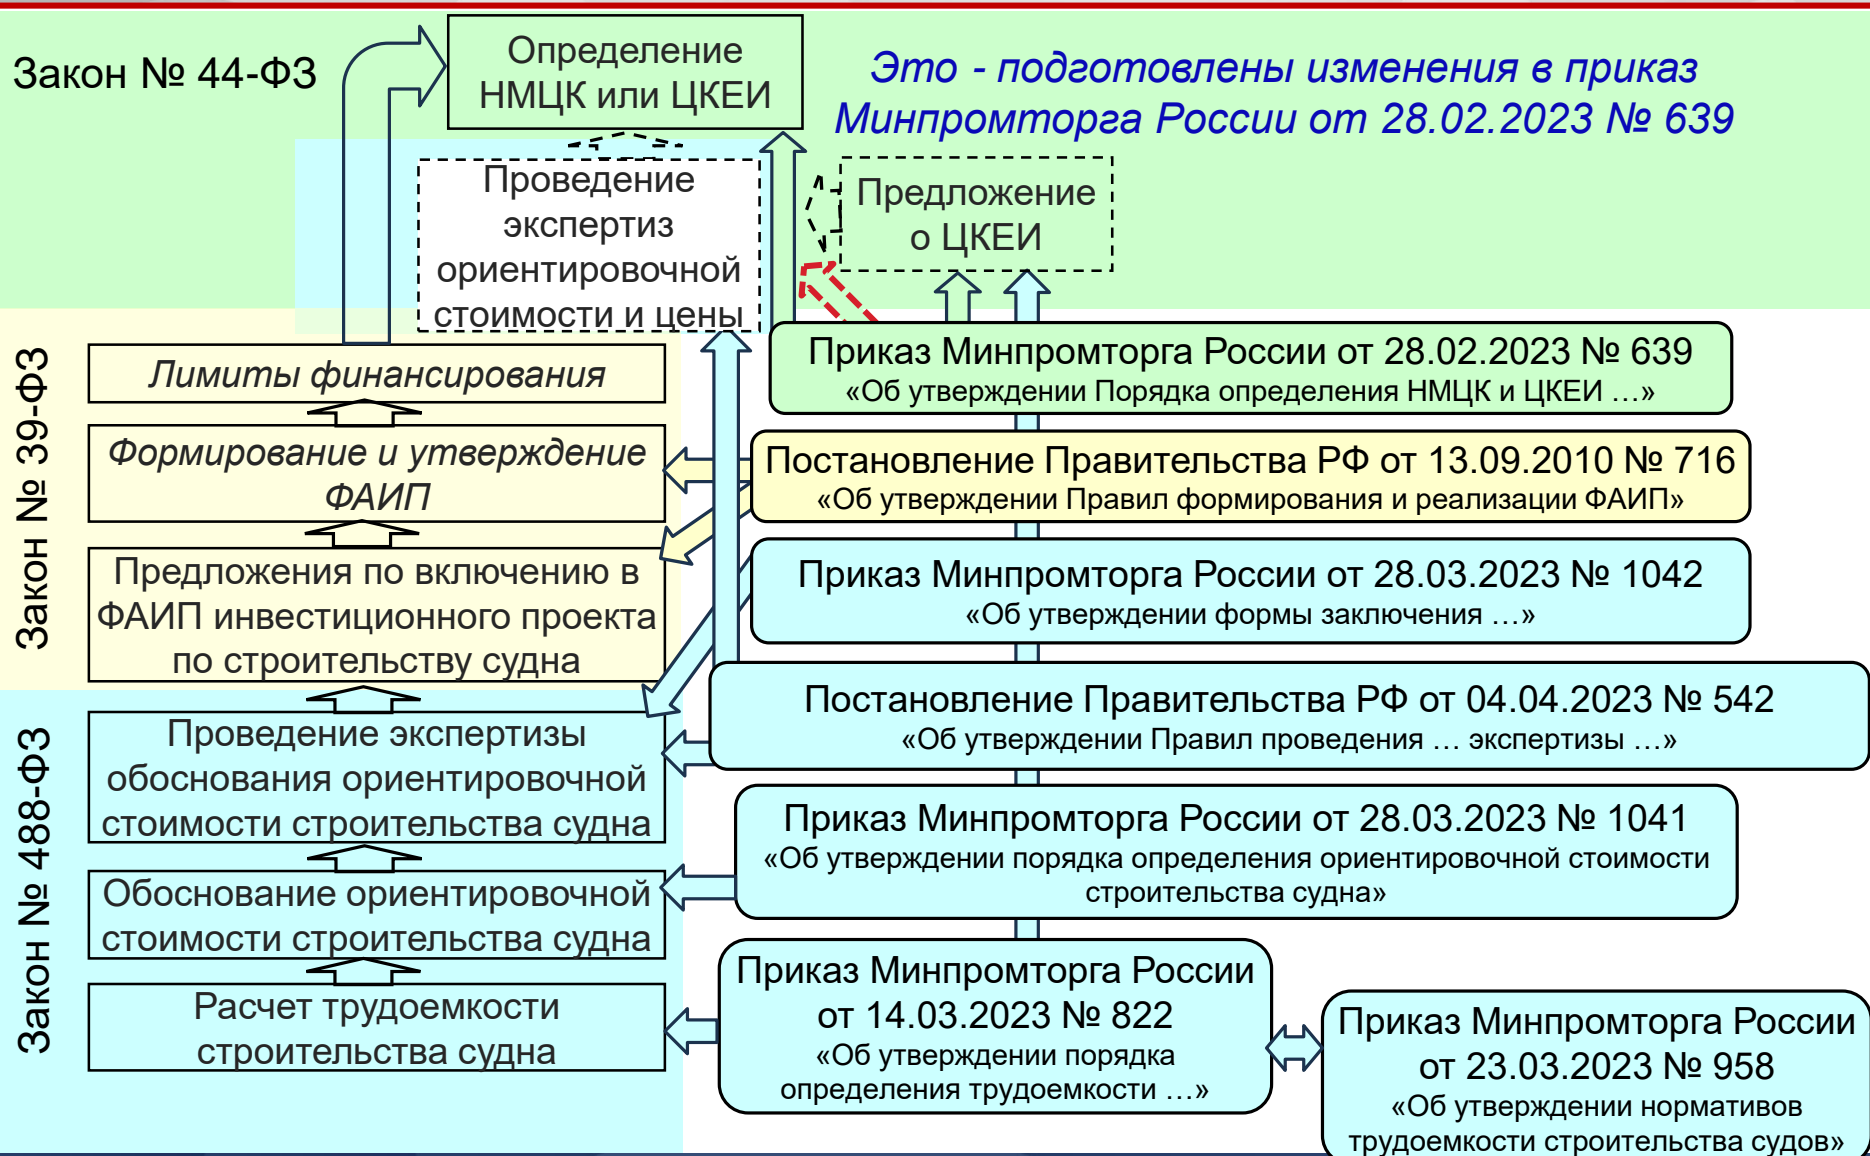 Закон № 44-ФЗ
Определение
НМЦК или ЦКЕИ
Это - подготовлены изменения в приказ
Минпромторга России от 28.02.2023 № 639
Проведение
экспертиз
ориентировочной
стоимости и цены
Предложение
о ЦКЕИ
Закон № 39-ФЗ
Лимиты финансирования
Формирование и утверждение
ФАИП
Предложения по включению в
ФАИП инвестиционного проекта
по строительству судна
Закон № 488-ФЗ
Проведение экспертизы
обоснования ориентировочной
стоимости строительства судна
Обоснование ориентировочной
стоимости строительства судна
Расчет трудоемкости
строительства судна
Приказ Минпромторга России от 28.02.2023 № 639
«Об утверждении Порядка определения НМЦК и ЦКЕИ …»
Постановление Правительства РФ от 13.09.2010 № 716
«Об утверждении Правил формирования и реализации ФАИП»
Приказ Минпромторга России от 28.03.2023 № 1042
«Об утверждении формы заключения …»
Постановление Правительства РФ от 04.04.2023 № 542
«Об утверждении Правил проведения … экспертизы …»
Приказ Минпромторга России от 28.03.2023 № 1041
«Об утверждении порядка определения ориентировочной стоимости
строительства судна»
Приказ Минпромторга России
от 14.03.2023 № 822
«Об утверждении порядка
определения трудоемкости …»
Приказ Минпромторга России
от 23.03.2023 № 958
«Об утверждении нормативов
трудоемкости строительства судов»